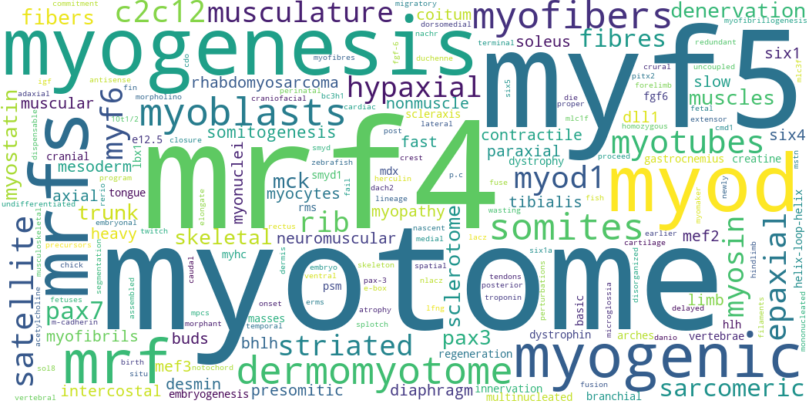 fibers
c2c12
musculature
migratory
coitum
myofibers
denervation
commitment
dorsomedial
myofibrillogenesis
myogenesis
nachr
terminal
soleus
fibres
redundant
six1
fgf-6
duchenne
cdo
myf5
myofibres
antisense
igf
fin
rhabdomyosarcoma
hypaxial
uncoupled
pitx2
crural
slow
six5
mlc3f
adaxial
perinatal
bc3h1
die
proper
forelimb
fgf6
muscles
myostatin
muscular
morpholino
craniofacial
cardiac
nonmuscle
scleraxis
mlc1f
fetal
extensor
myf6
lot1/2
myoblasts
dll1
homozygous
cmd1
six4
dispensable
mrfs
cranial
e12.5
closure
smyd
post
lateral
contractile
myotubes
mesoderm
lbx1
somitogenesis
zebrafish
fast
paraxial
dystrophy
proceed
gastrocnemius
creatine
mstn
program
smyd1
mdx
crest
axial
tongue
mrf4
mck
dach2
herculin
p.c
fuse
myod1
myod
newly
undifferentiated
rerio
myonuclei
myocytes
lineage
wasting
tibialis
fish
myomaker
embryonal
elongate
rms
fail
myopathy
trunk
musculoskeletal
heavy
twitch
rectus
rib
nascent
somites
earlier
mef2
cartilage
satellite
precursors
skeletal
neuromuscular
medial
lacz
sclerotome
myosin
epaxial
helix-loop-helix
chick
segmentation
caudal
myhc
dermis
embryo
skeleton
spatial
ventral
pax-3
nlacz
six1a
tendons
posterior
disorganized
hindlimb
acetylcholine
fetuses
assembled
myotome
onset
psm
erms
e-box
atrophy
troponin
perturbations
microglossia
limb
mononucleated
pax7
m-cadherin
mpcs
morphant
masses
temporal
splotch
basic
delayed
hlh
filaments
myofibrils
buds
bhlh
striated
pax3
dystrophin
arches
vertebrae
danio
sol8
mrf
birth
situ
mef3
notochord
dermomyotome
regeneration
myogenic
vertebral
intercostal
embryogenesis
desmin
presomitic
diaphragm
innervation
multinucleated
fusion
branchial
sarcomeric